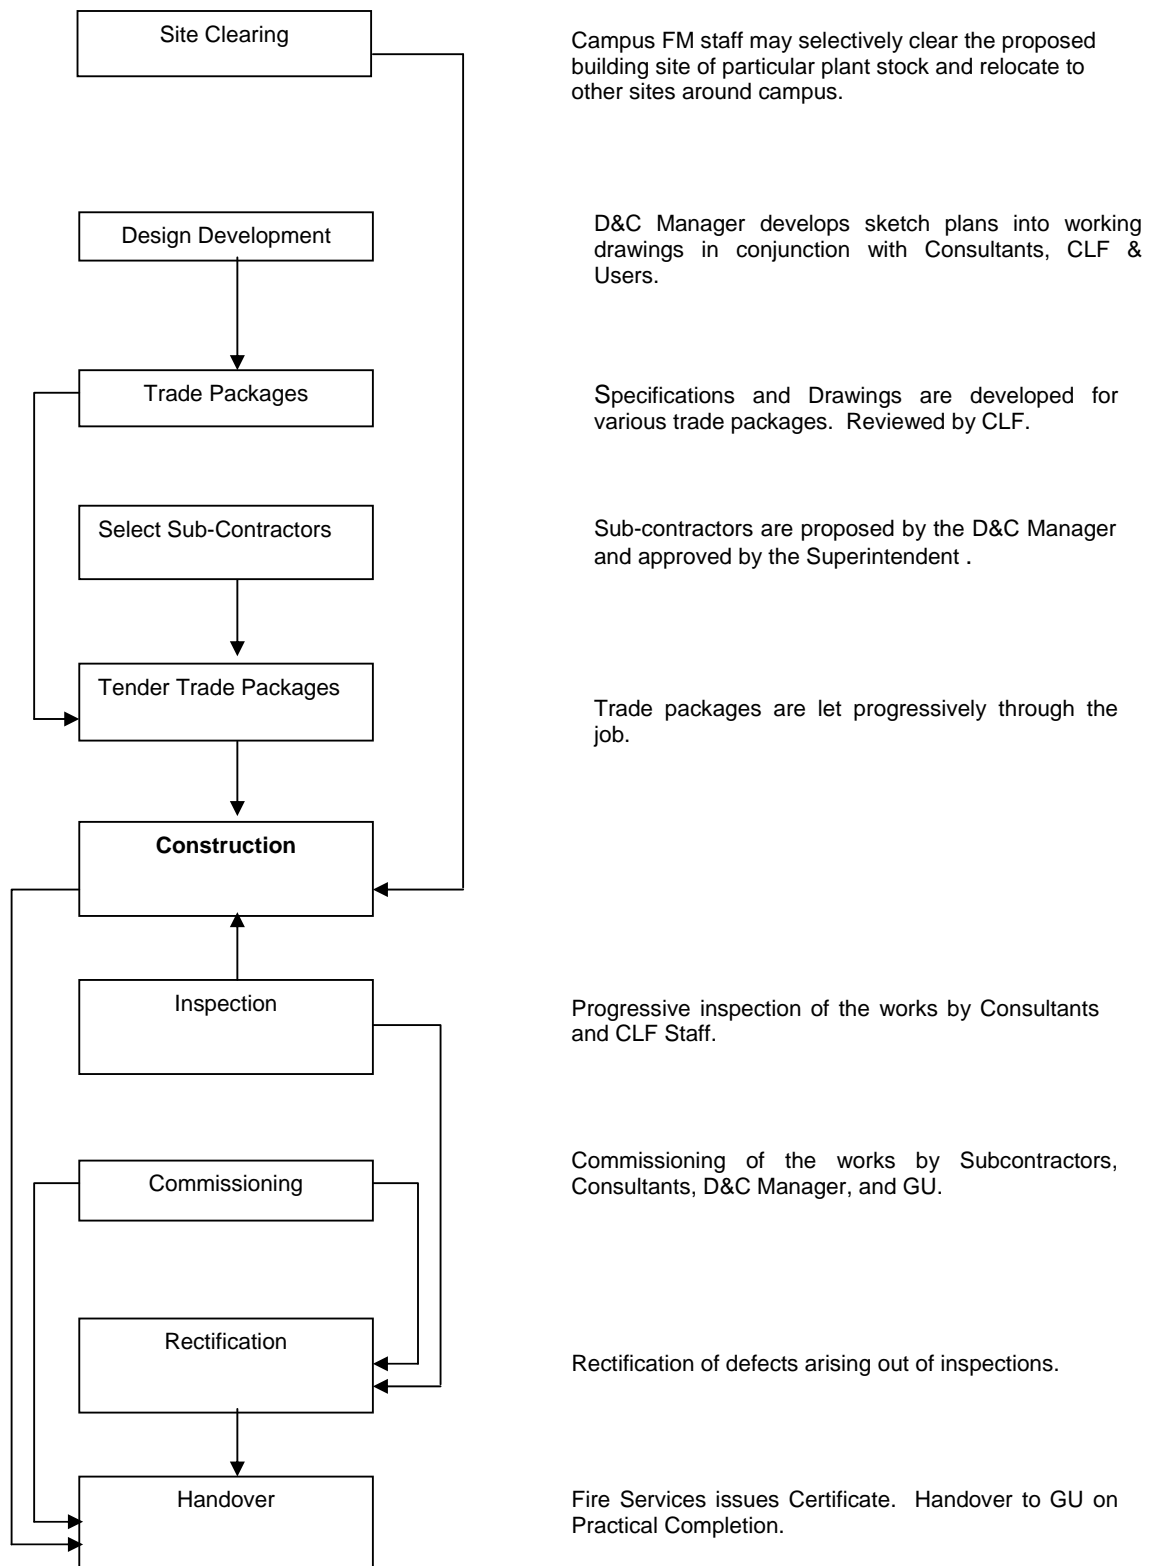 Site Clearing
Campus FM staff may selectively clear the proposed
building site of particular plant stock and relocate to
other sites around campus.
Design Development
D&C Manager develops sketch plans into working
drawings in conjunction with Consultants, CLF &
Users.
Trade Packages
Specifications and Drawings are developed for
various trade packages. Reviewed by CLF.
Select Sub-Contractors
Sub-contractors are proposed by the D&C Manager
and approved by the Superintendent .
Tender Trade Packages
Trade packages are let progressively through the
job.
Construction
Inspection
Progressive inspection of the works by Consultants
and CLF Staff.
Commissioning
Commissioning of the works by Subcontractors,
Consultants, D&C Manager, and GU.
Rectification
Rectification of defects arising out of inspections.
Handover
Fire Services issues Certificate. Handover to GU on
Practical Completion.